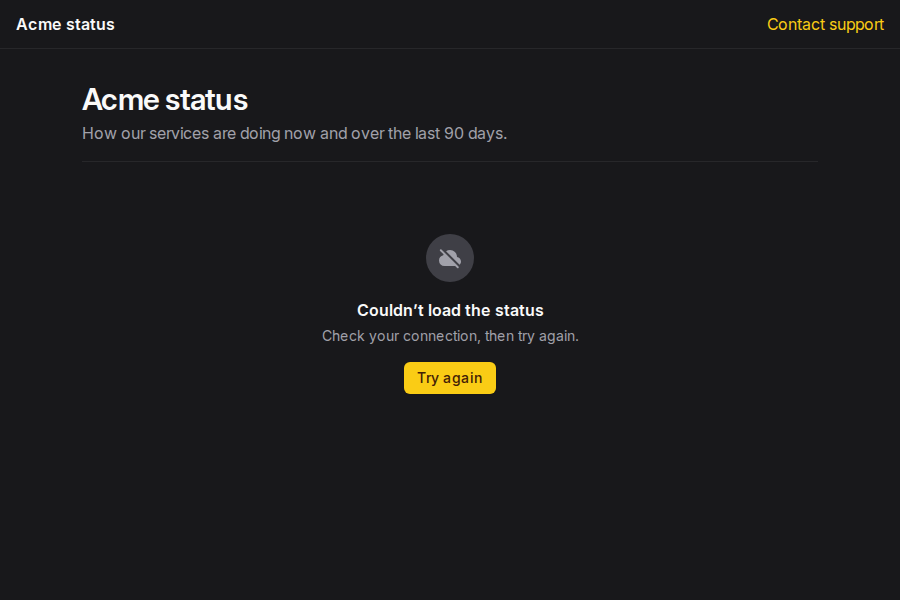 Acme status
Contact support
Acme status
How our services are doing now and over the last 90 days.
Couldn’t load the status
Check your connection, then try again.
Try again